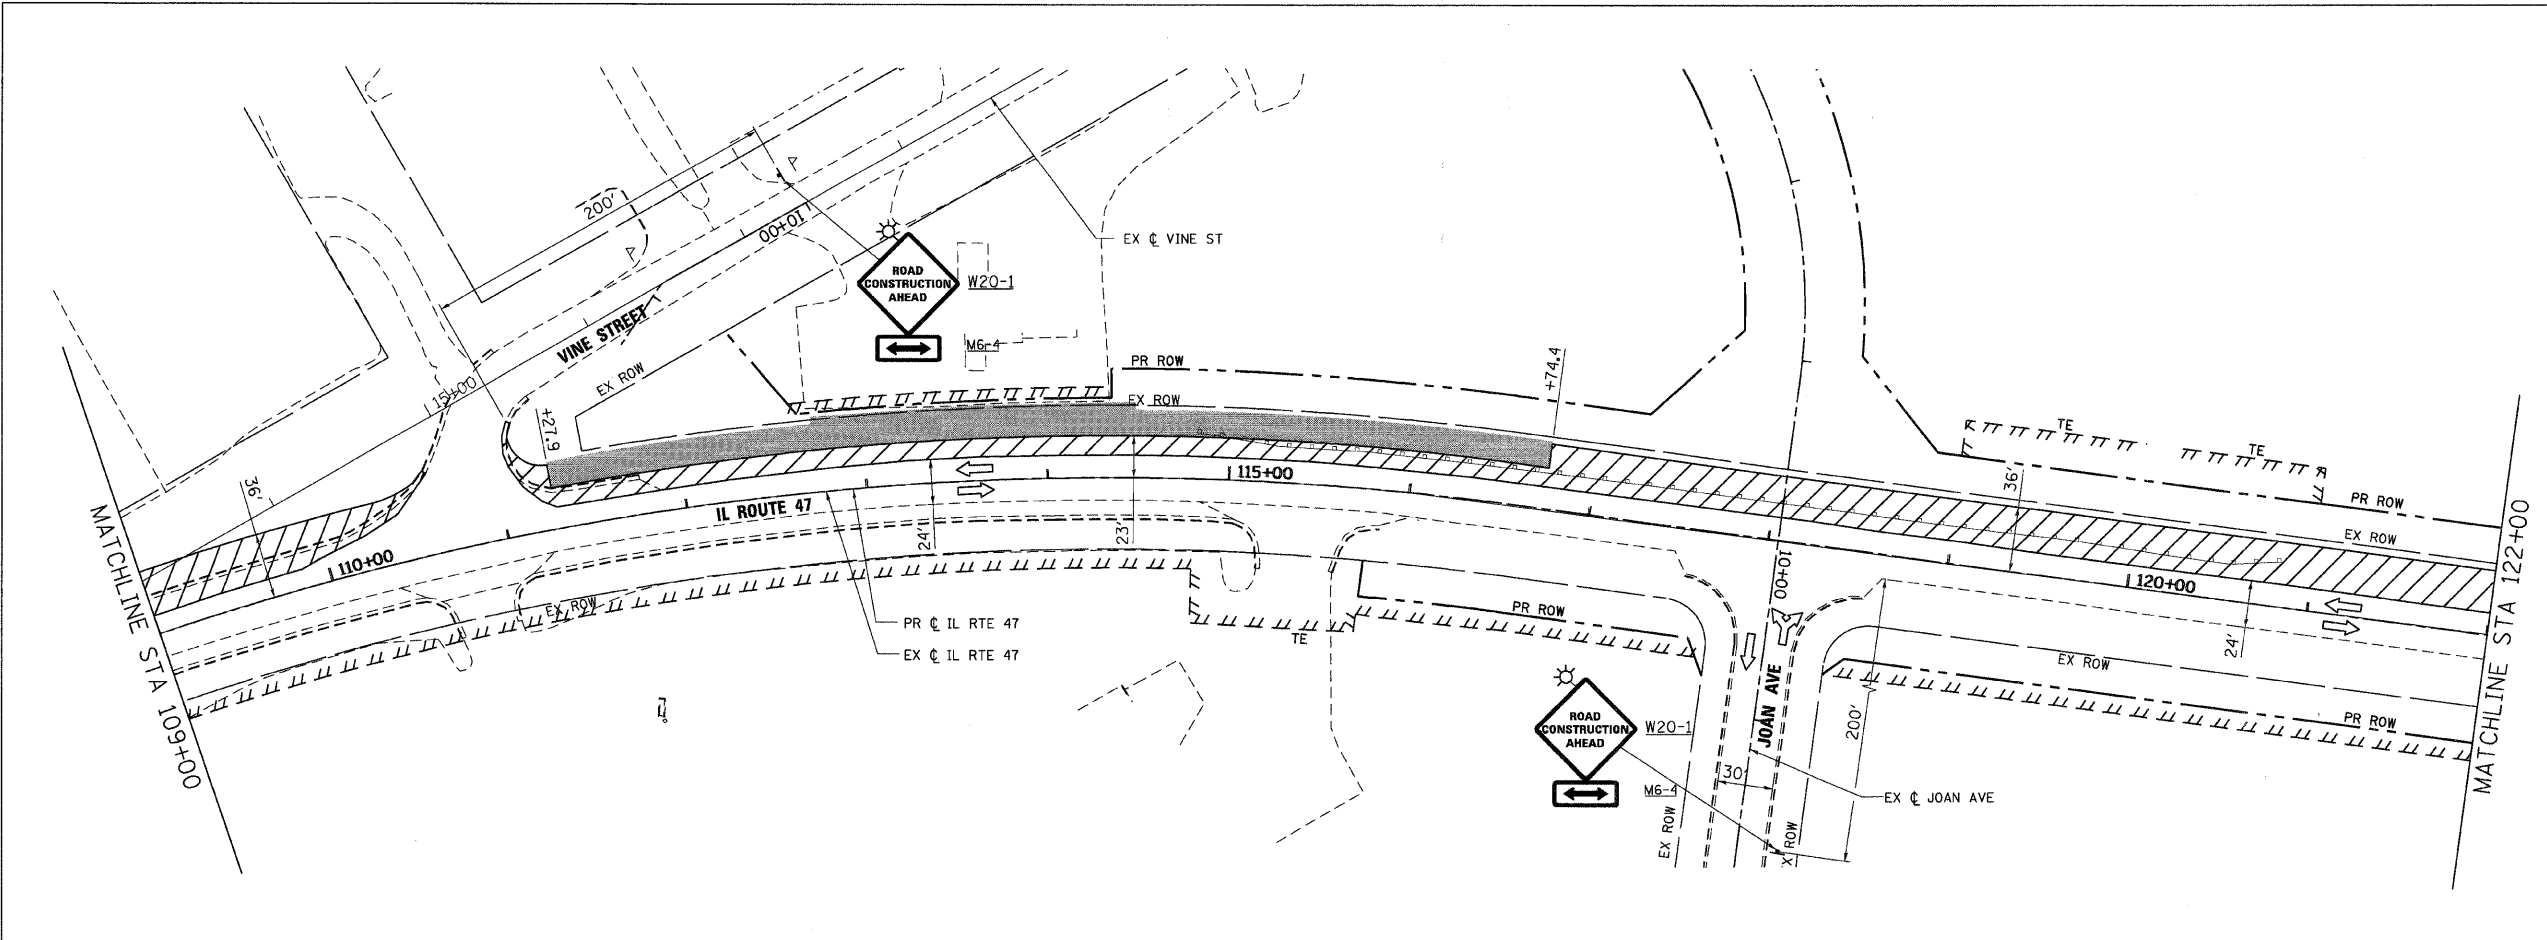 200'
10+00
EX ℄ VINE ST
ROAD
CONSTRUCTION
AHEAD
W20-1
M6-4
VINE STREET
EX ROW
PR ROW
EX ROW
15+00
+27.9
+74.4
TE
TE
36'
36'
PR ROW
EX ROW
115+00
IL ROUTE 47
110+00
24'
23'
EX ROW
10+00
120+00
PR ROW
TE
PR ℄ IL RTE 47
EX ℄ IL RTE 47
24'
EX ROW
PR ROW
ROAD
CONSTRUCTION
AHEAD
W20-1
M6-4
JOAN AVE
200'
30'
EX ℄ JOAN AVE
EX ROW
X ROW
MATCHLINE STA 109+00
MATCHLINE STA 122+00